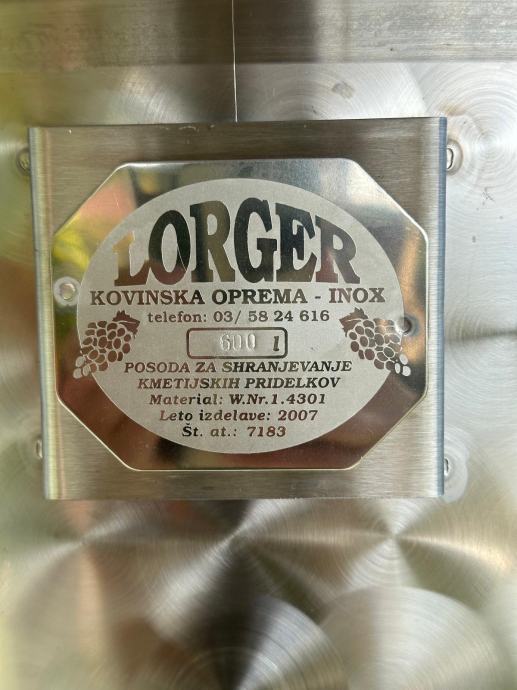 LORGER
KOVINSKA OPREMA - INOX
telefon: 03/ 58 24 616
600 l
POSODA ZA SHRANJEVANJE
KMETIJSKIH PRIDELKOV
Material: W.Nr.1.4301
Leto izdelave: 2007
Št. at.: 7183